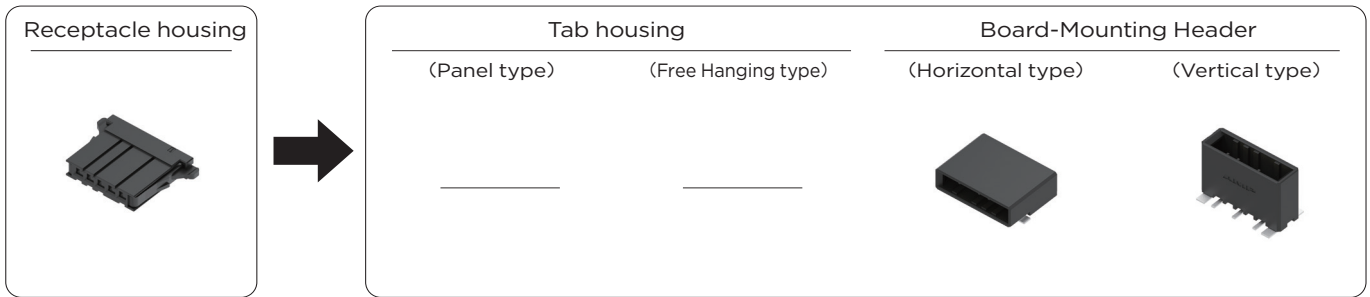 Receptacle housing
Tab housing
Board-Mounting Header
(Panel type)
(Free Hanging type)
(Horizontal type)
(Vertical type)